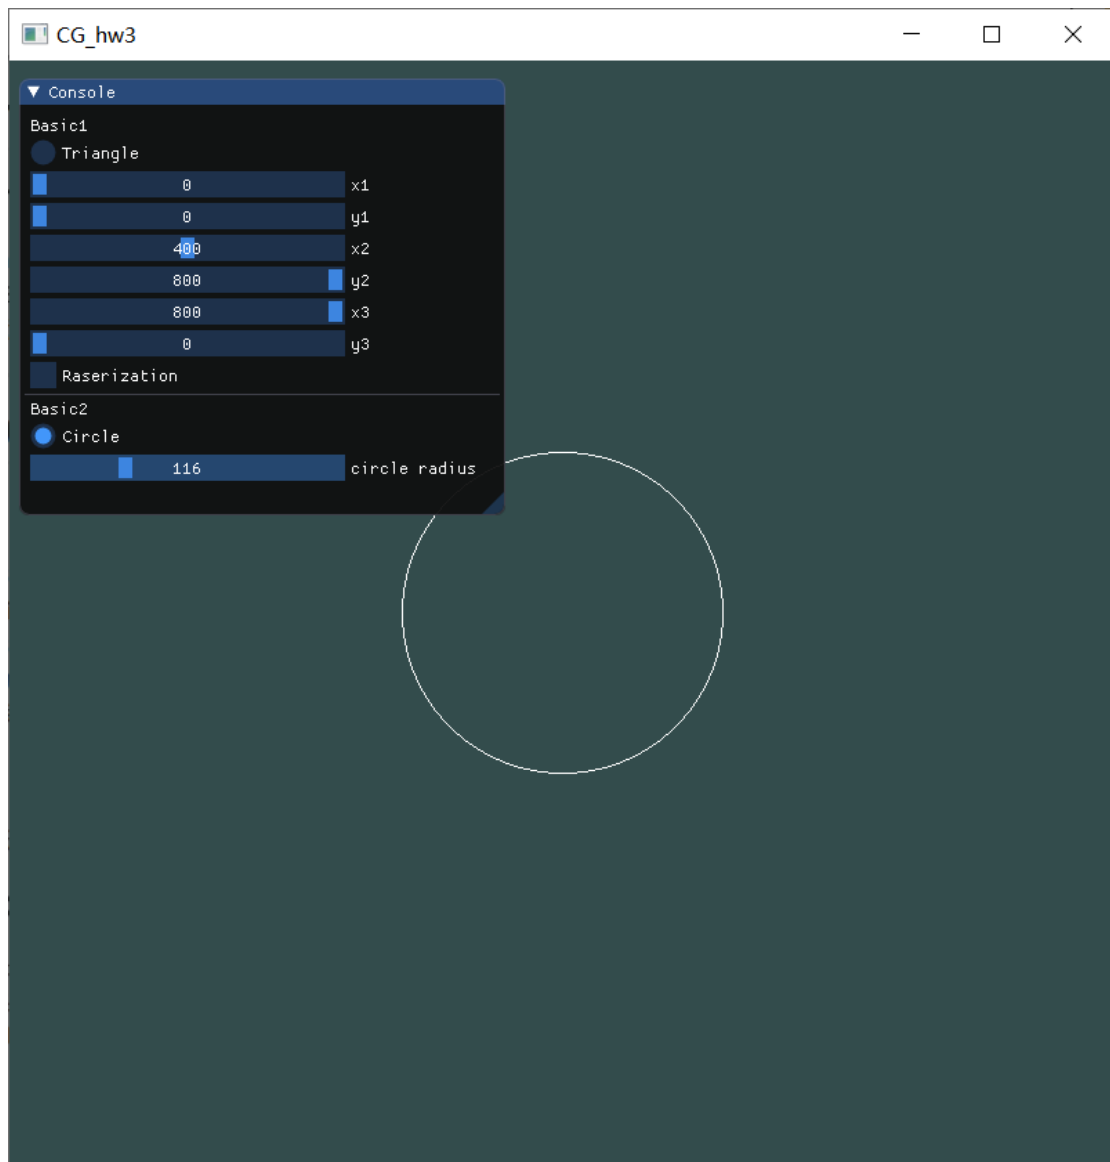 CG_hw3
Console
Basic1
Triangle
0 x1
0 y1
400 x2
800 y2
800 x3
0 y3
Raserization
Basic2
Circle
116 circle radius